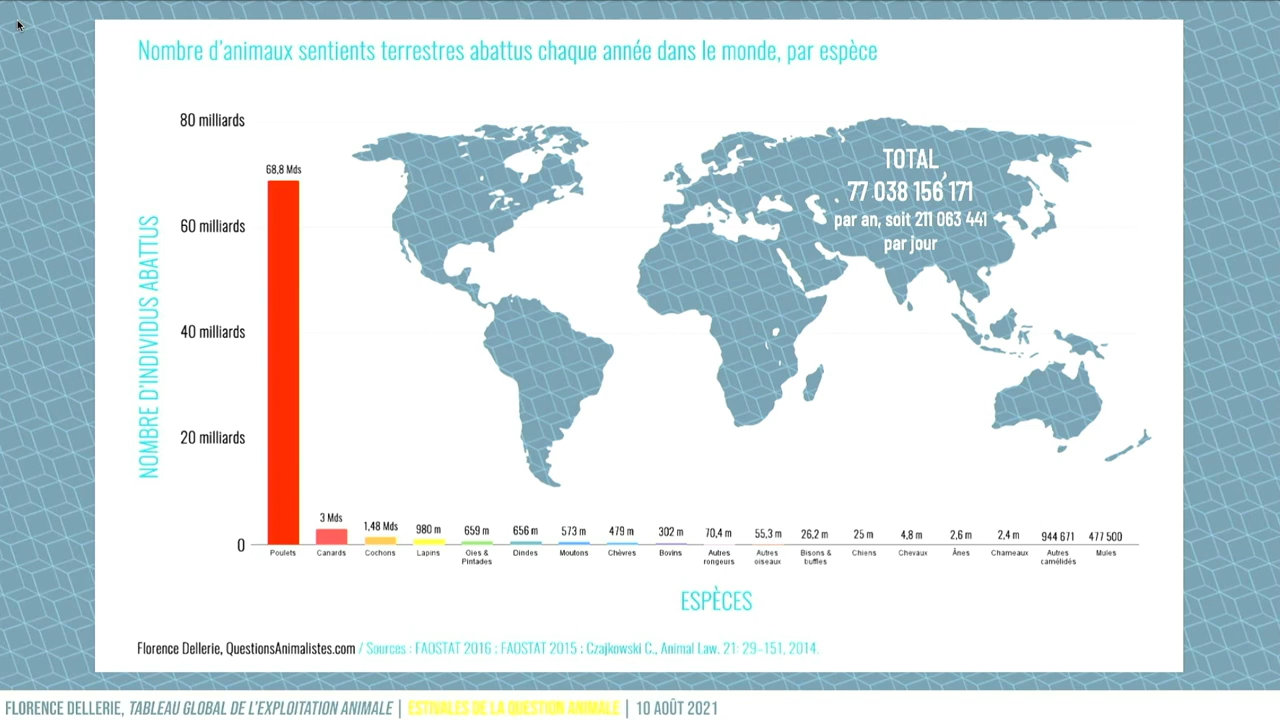 Nombre d'animaux sentients terrestres abattus chaque année dans le monde, par espèce
NOMBRE D'INDIVIDUS ABATTUS
80 milliards
60 milliards
40 milliards
20 milliards
0
TOTAL
77 038 156 171
par an, soit 211 063 441
par jour
68,8 Mds
3 Mds
1,48 Mds
980 m
659 m
656 m
573 m
479 m
302 m
70,4 m
55,3 m
26,2 m
25 m
4,8 m
2,6 m
2,4 m
944 671
477 500
Poulets
Canards
Cochons
Lapins
Oies &
Pintades
Dindes
Moutons
Chèvres
Bovins
Autres
rongeurs
Autres
oiseaux
Bisons &
buffles
Chiens
Chevaux
Ânes
Chameaux
Autres
camélidés
Mules
ESPÈCES
Florence Dellerie, QuestionsAnimalistes.com / Sources : FAOSTAT 2016 ; FAOSTAT 2015 ; Czajkowski C., Animal Law. 21: 29–151, 2014.
FLORENCE DELLERIE, TABLEAU GLOBAL DE L'EXPLOITATION ANIMALE | ESTIVALES DE LA QUESTION ANIMALE | 10 AOÛT 2021